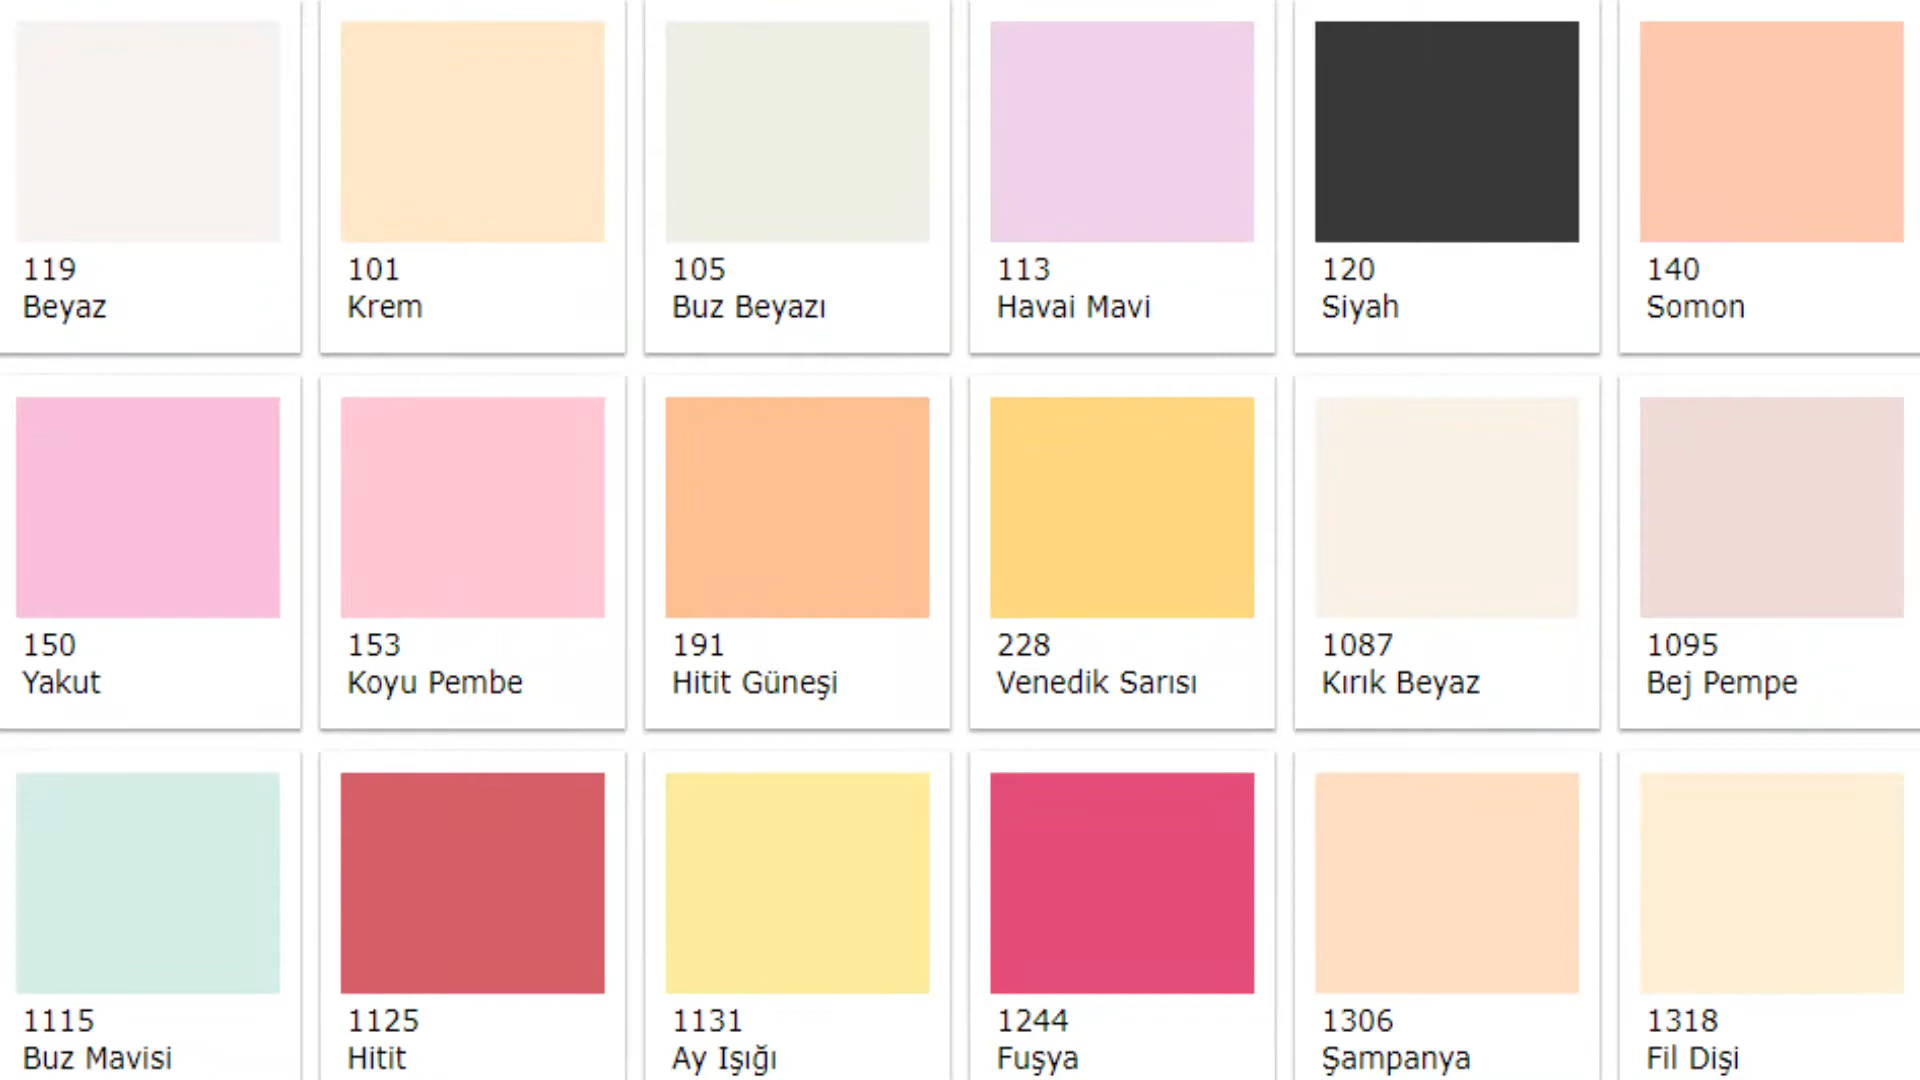 119
Beyaz
101
Krem
105
Buz Beyazı
113
Havai Mavi
120
Siyah
140
Somon
150
Yakut
153
Koyu Pembe
191
Hitit Güneşi
228
Venedik Sarısı
1087
Kırık Beyaz
1095
Bej Pempe
1115
Buz Mavisi
1125
Hitit
1131
Ay Işığı
1244
Fuşya
1306
Şampanya
1318
Fil Dişi